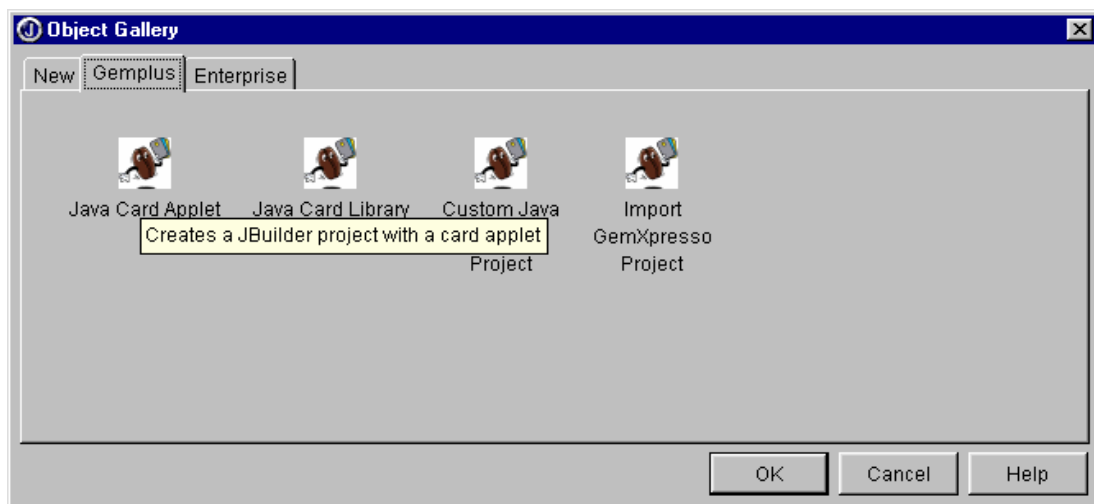 Object Gallery
New Gemplus Enterprise
Java Card Applet Java Card Library Custom Java Import
Creates a JBuilder project with a card applet GemXpresso
Project Project
OK Cancel Help